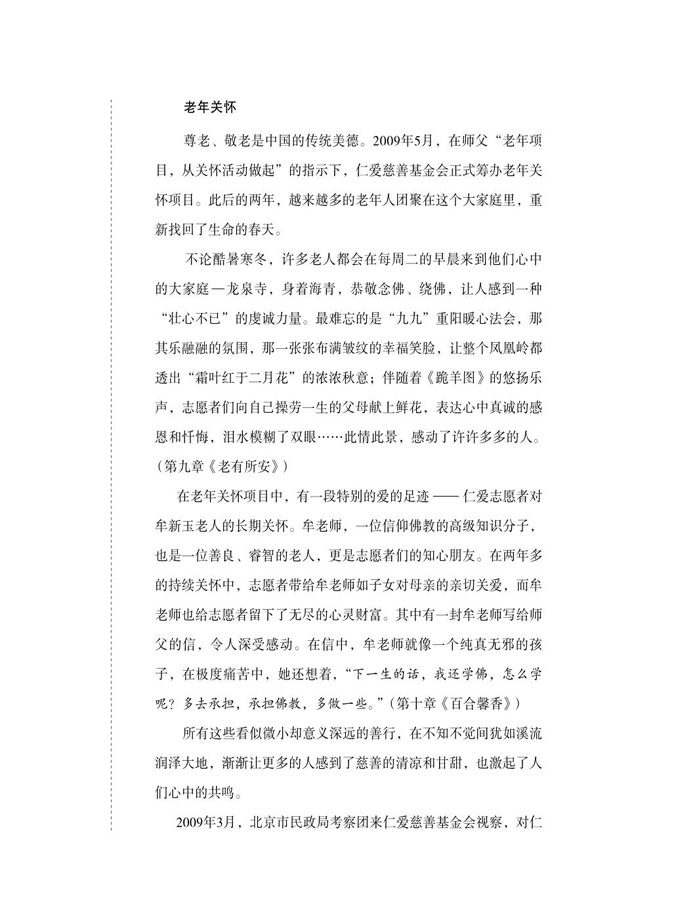 老年关怀
尊老、敬老是中国的传统美德。2009年5月，在师父“老年项
目，从关怀活动做起”的指示下，仁爱慈善基金会正式筹办老年关
怀项目。此后的两年，越来越多的老年人团聚在这个大家庭里，重
新找回了生命的春天。
不论酷暑寒冬，许多老人都会在每周二的早晨来到他们心中
的大家庭—龙泉寺，身着海青，恭敬念佛、绕佛，让人感到一种
“壮心不已”的虔诚力量。最难忘的是“九九”重阳暖心法会，那
其乐融融的氛围，那一张张布满皱纹的幸福笑脸，让整个凤凰岭都
透出“霜叶红于二月花”的浓浓秋意；伴随着《跪羊图》的悠扬乐
声，志愿者们向自己操劳一生的父母献上鲜花，表达心中真诚的感
恩和忏悔，泪水模糊了双眼……此情此景，感动了许许多多的人。
（第九章《老有所安》）
在老年关怀项目中，有一段特别的爱的足迹 —— 仁爱志愿者对
牟新玉老人的长期关怀。牟老师，一位信仰佛教的高级知识分子，
也是一位善良、睿智的老人，更是志愿者们的知心朋友。在两年多
的持续关怀中，志愿者带给牟老师如子女对母亲的亲切关爱，而牟
老师也给志愿者留下了无尽的心灵财富。其中有一封牟老师写给师
父的信，令人深受感动。在信中，牟老师就像一个纯真无邪的孩
子，在极度痛苦中，她还想着，“下一生的话，我还学佛，怎么学
呢？多去承担，承担佛教，多做一些。”（第十章《百合馨香》）
所有这些看似微小却意义深远的善行，在不知不觉间犹如溪流
润泽大地，渐渐让更多的人感到了慈善的清凉和甘甜，也激起了人
们心中的共鸣。
2009年3月，北京市民政局考察团来仁爱慈善基金会视察，对仁